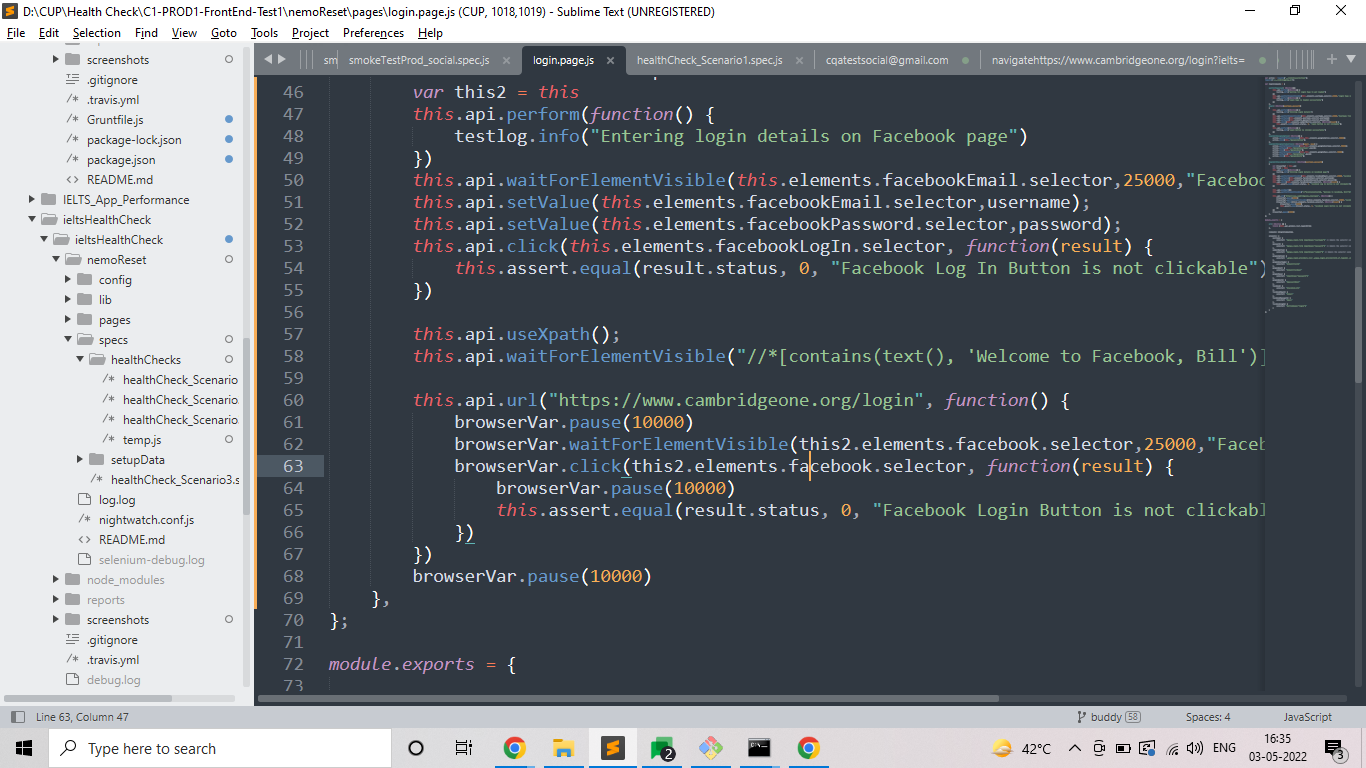 D:\CUP\Health Check\C1-PROD1-FrontEnd-Test1\nemoReset\pages\login.page.js (CUP, 1018,1019) - Sublime Text (UNREGISTERED)
File Edit Selection Find View Goto Tools Project Preferences Help
sm smokeTestProd_social.spec.js login.page.js healthCheck_Scenario1.spec.js cqatestsocial@gmail.com navigatehttps://www.cambridgeone.org/login?ielts=
screenshots
.gitignore
/* .travis.yml
/* Gruntfile.js
/* package-lock.json
/* package.json
<> README.md
IELTS_App_Performance
ieltsHealthCheck
ieltsHealthCheck
nemoReset
config
lib
pages
specs
healthChecks
/* healthCheck_Scenario
/* healthCheck_Scenario.
/* healthCheck_Scenario.
/* temp.js
setupData
/* healthCheck_Scenario3.s
log.log
/* nightwatch.conf.js
<> README.md
selenium-debug.log
node_modules
reports
screenshots
.gitignore
/* .travis.yml
debug.log
46 var this2 = this
47 this.api.perform(function() {
48 testlog.info("Entering login details on Facebook page")
49 })
50 this.api.waitForElementVisible(this.elements.facebookEmail.selector,25000,"Faceboo
51 this.api.setValue(this.elements.facebookEmail.selector,username);
52 this.api.setValue(this.elements.facebookPassword.selector,password);
53 this.api.click(this.elements.facebookLogIn.selector, function(result) {
54 this.assert.equal(result.status, 0, "Facebook Log In Button is not clickable")
55 })
56
57 this.api.useXpath();
58 this.api.waitForElementVisible("//*[contains(text(), 'Welcome to Facebook, Bill')]
59
60 this.api.url("https://www.cambridgeone.org/login", function() {
61 browserVar.pause(10000)
62 browserVar.waitForElementVisible(this2.elements.facebook.selector,25000,"Faceb
63 browserVar.click(this2.elements.facebook.selector, function(result) {
64 browserVar.pause(10000)
65 this.assert.equal(result.status, 0, "Facebook Login Button is not clickabl
66 })
67 })
68 browserVar.pause(10000)
69 },
70 };
71
72 module.exports = {
73
Line 63, Column 47 buddy 58 Spaces: 4 JavaScript
Type here to search 2 42°C ENG 16:35
03-05-2022 3